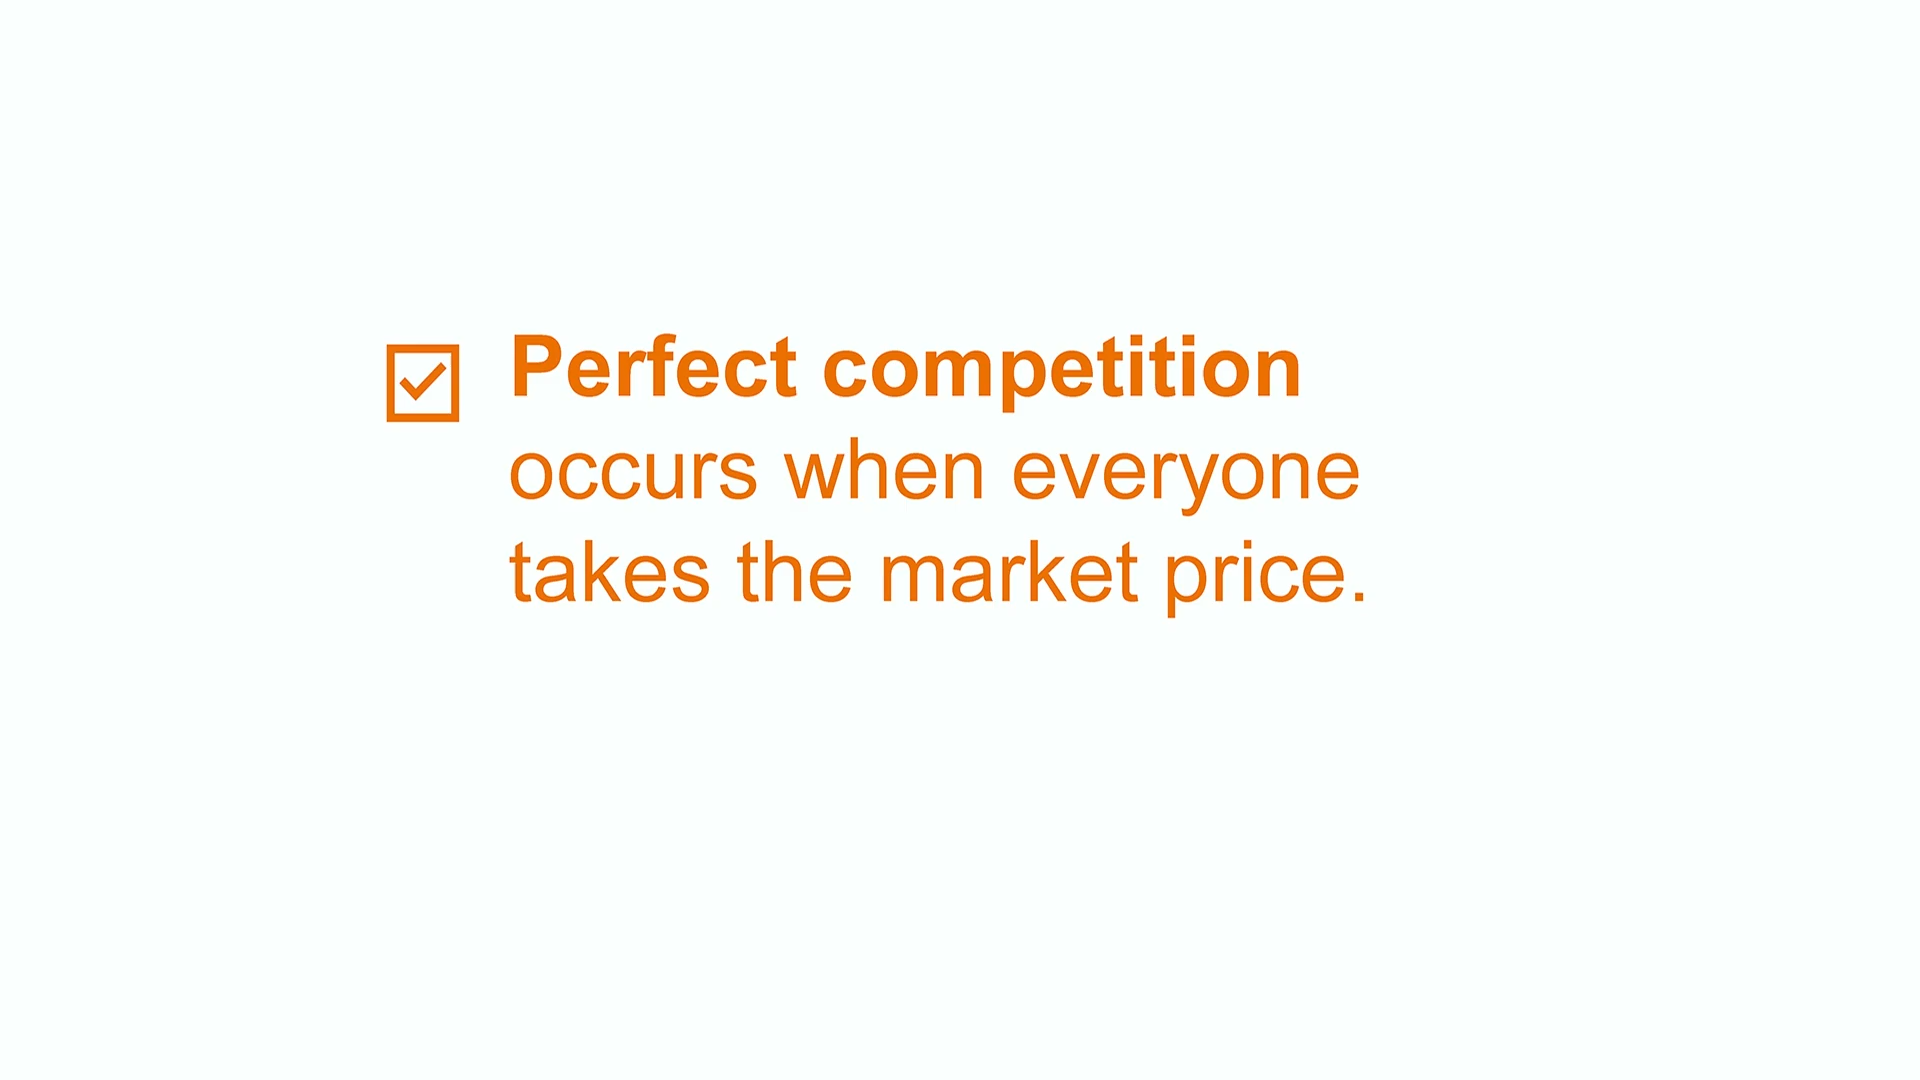 Perfect competition
occurs when everyone
takes the market price.